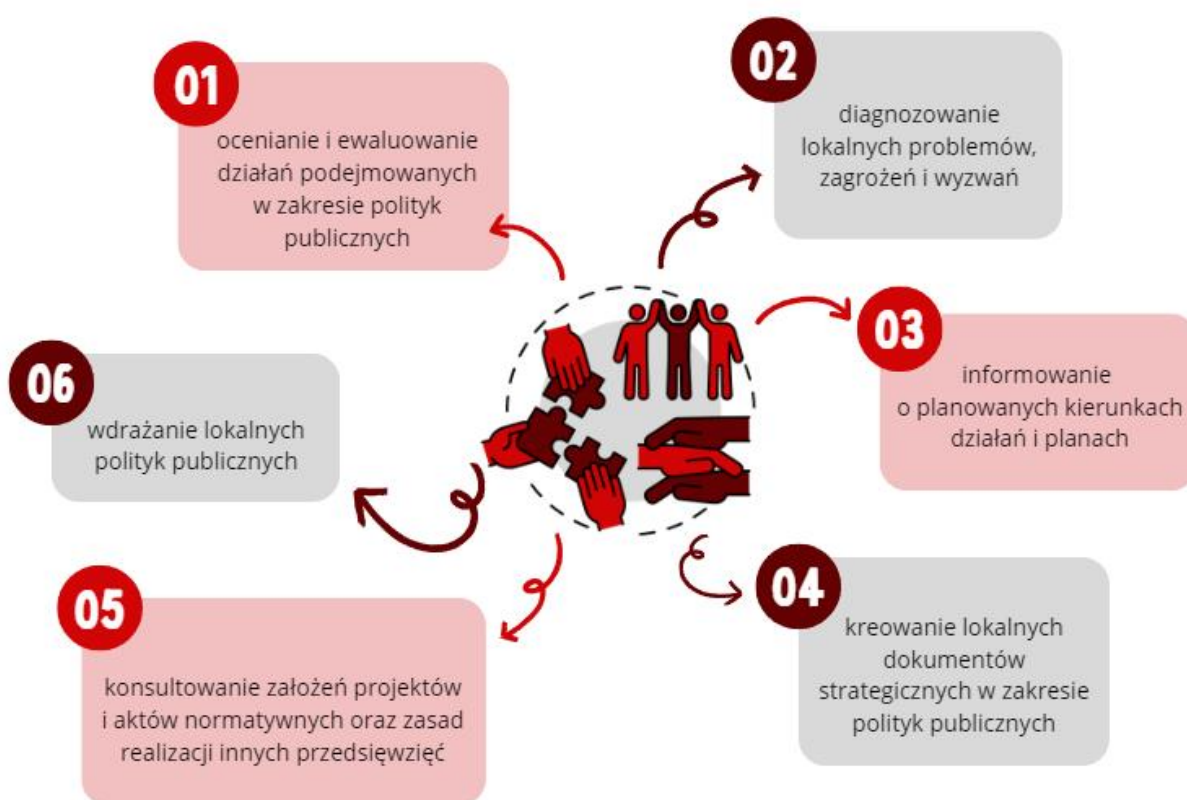 01
ocenianie i ewaluowanie
działań podejmowanych
w zakresie polityk
publicznych
02
diagnozowanie
lokalnych problemów,
zagrożeń i wyzwań
03
informowanie
o planowanych kierunkach
działań i planach
04
kreowanie lokalnych
dokumentów
strategicznych w zakresie
polityk publicznych
05
konsultowanie założeń projektów
i aktów normatywnych oraz zasad
realizacji innych przedsięwzięć
06
wdrażanie lokalnych
polityk publicznych